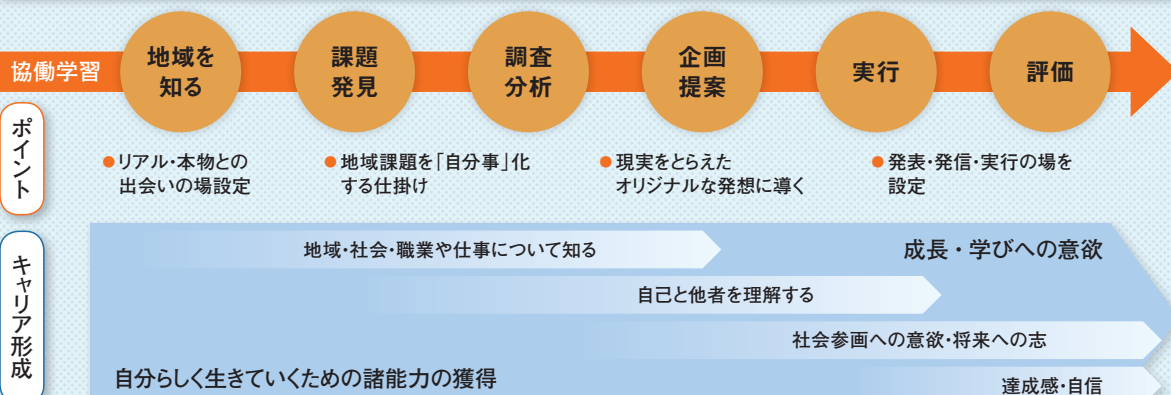 協働学習
地域を
知る
課題
発見
調査
分析
企画
提案
実行
評価
ポイント
●リアル・本物との
出会いの場設定
●地域課題を「自分事」化
する仕掛け
●現実をとらえた
オリジナルな発想に導く
●発表・発信・実行の場を
設定
キャリア形成
地域・社会・職業や仕事について知る
成長・学びへの意欲
自己と他者を理解する
社会参画への意欲・将来への志
自分らしく生きていくための諸能力の獲得
達成感・自信